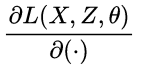 ∂L(X, Z, θ)
∂(·)